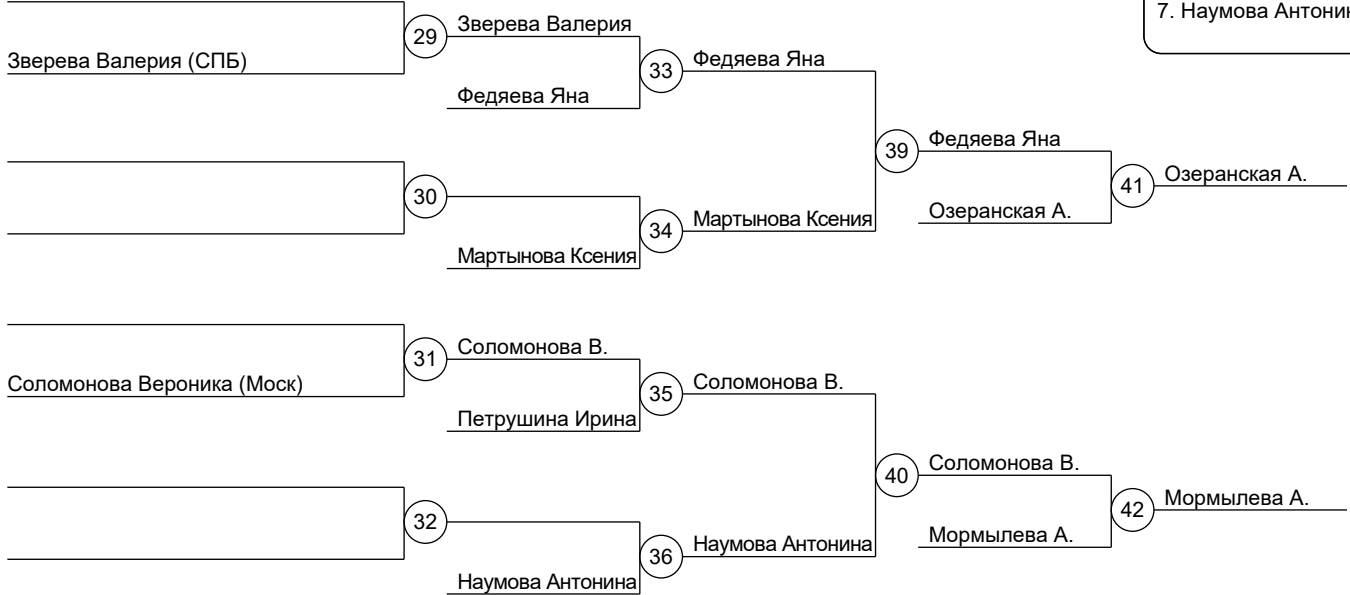 7. Наумова
29
Зверева Валерия
Зверева Валерия (СПБ)
33
Федяева Яна
Федяева Яна
39
Федяева Яна
30
41
Озеранская А.
Озеранская А.
34
Мартынова Ксения
Мартынова Ксения
31
Соломонова В.
Соломонова Вероника (Моск)
35
Соломонова В.
Петрушина Ирина
40
Соломонова В.
32
42
Мормылева А.
Мормылева А.
36
Наумова Антонина
Наумова Антонина